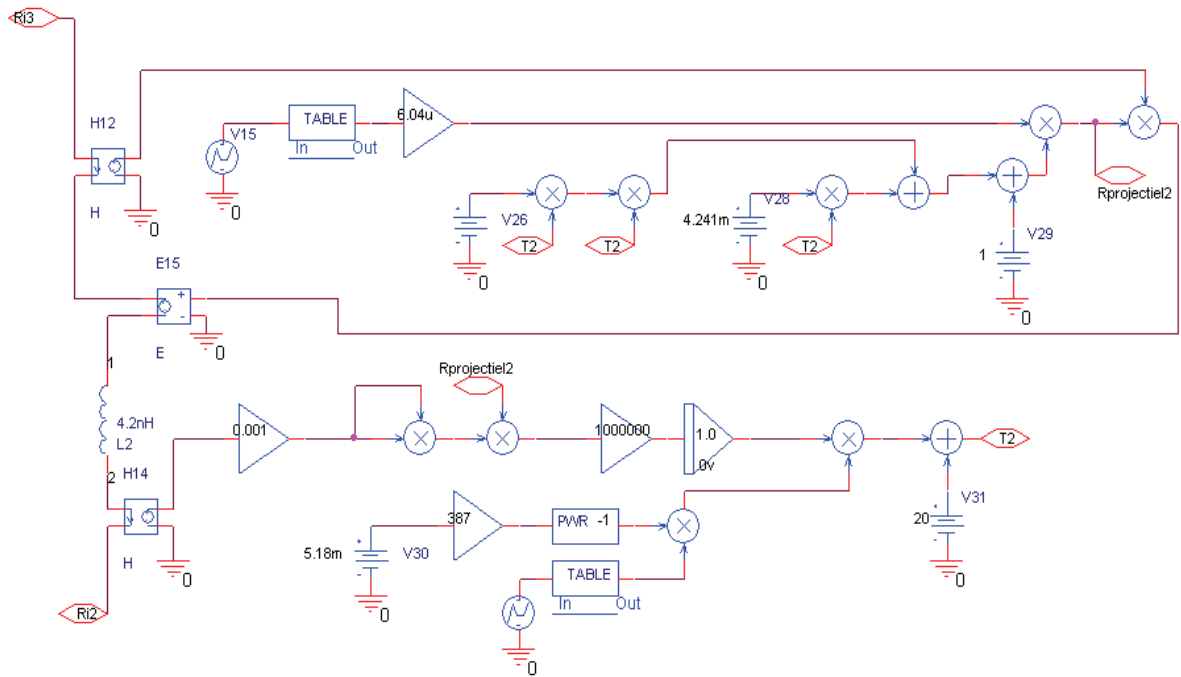 Ri3
H12
H
V15
TABLE
In Out
6.04u
V26
T2
T2
V28
4.241m
T2
V29
1
Rprojectiel2
0
0
0
0
0
E15
+
-
E
0
1
4.2nH
L2
2
H14
H
0
Ri2
0.001
Rprojectiel2
1000000
1.0
0v
T2
V31
20
0
387
PWR -1
5.18m
V30
0
TABLE
In Out
0